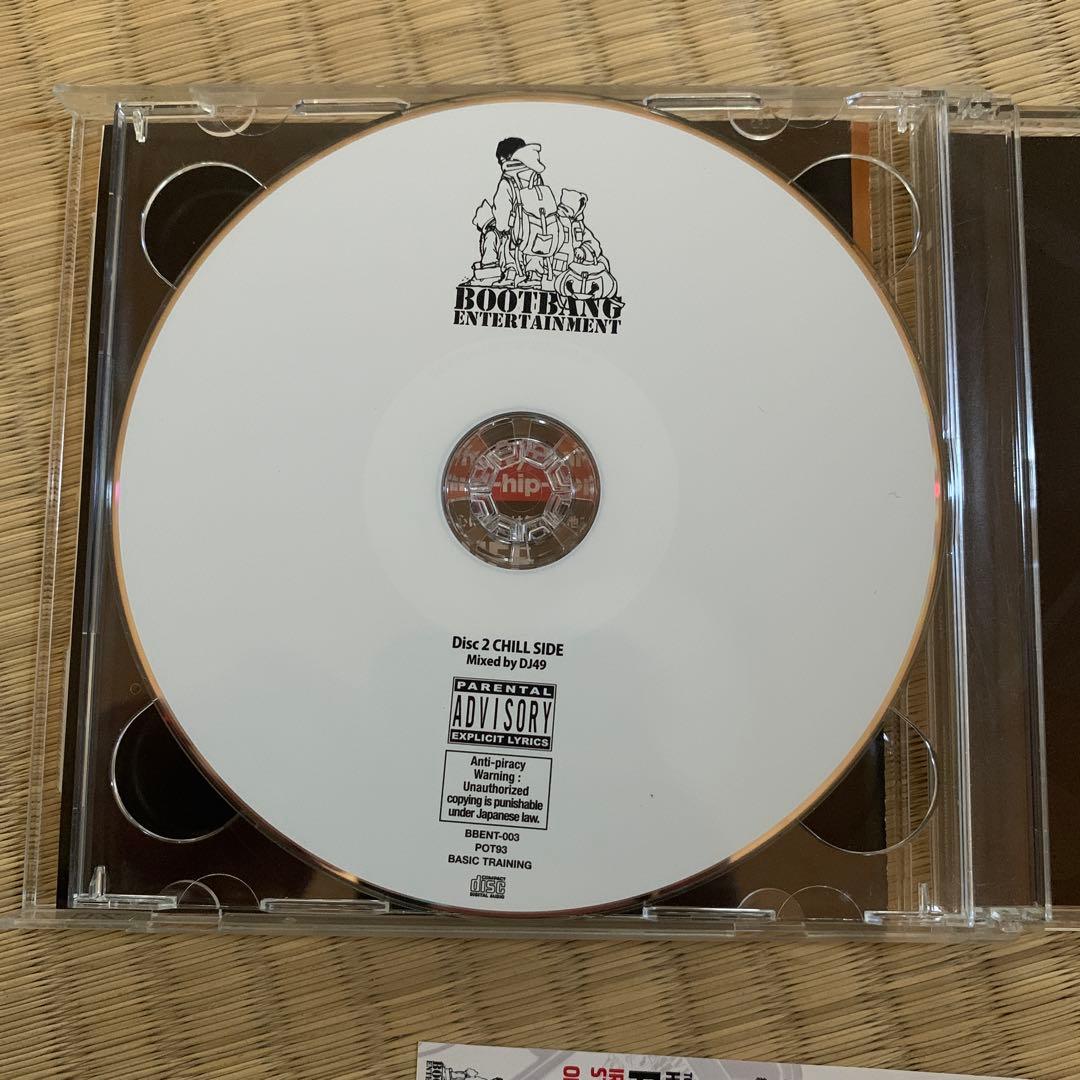 BOOTBANG
ENTERTAINMENT
-hip-
Disc 2 CHILL SIDE
Mixed by DJ49
PARENTAL
ADVISORY
EXPLICIT LYRICS
Anti-piracy
Warning :
Unauthorized
copying is punishable
under Japanese law.
BBENT-003
POT93
BASIC TRAINING
COMPACT
disc
DIGITAL AUDIO